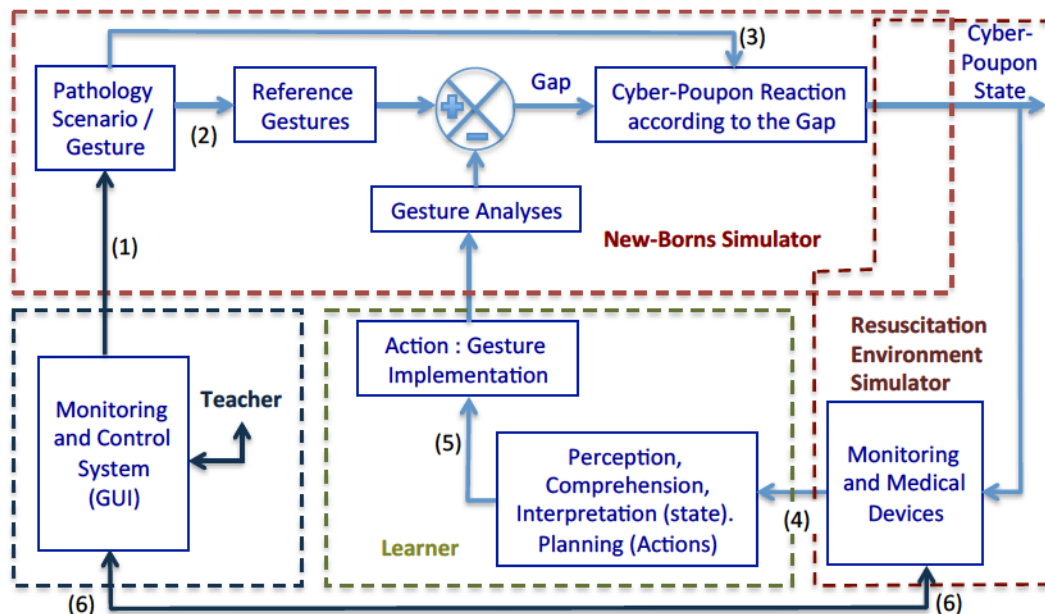 (3)
Cyber-
Poupon
State
Pathology
Scenario /
Gesture
(2)
Reference
Gestures
Gap
Cyber-Poupon Reaction
according to the Gap
Gesture Analyses
New-Borns Simulator
(1)
Action : Gesture
Implementation
Resuscitation
Environment
Simulator
Monitoring
and Control
System
(GUI)
Teacher
(5)
Perception,
Comprehension,
Interpretation (state).
Planning (Actions)
(4)
Monitoring
and Medical
Devices
Learner
(6)
(6)